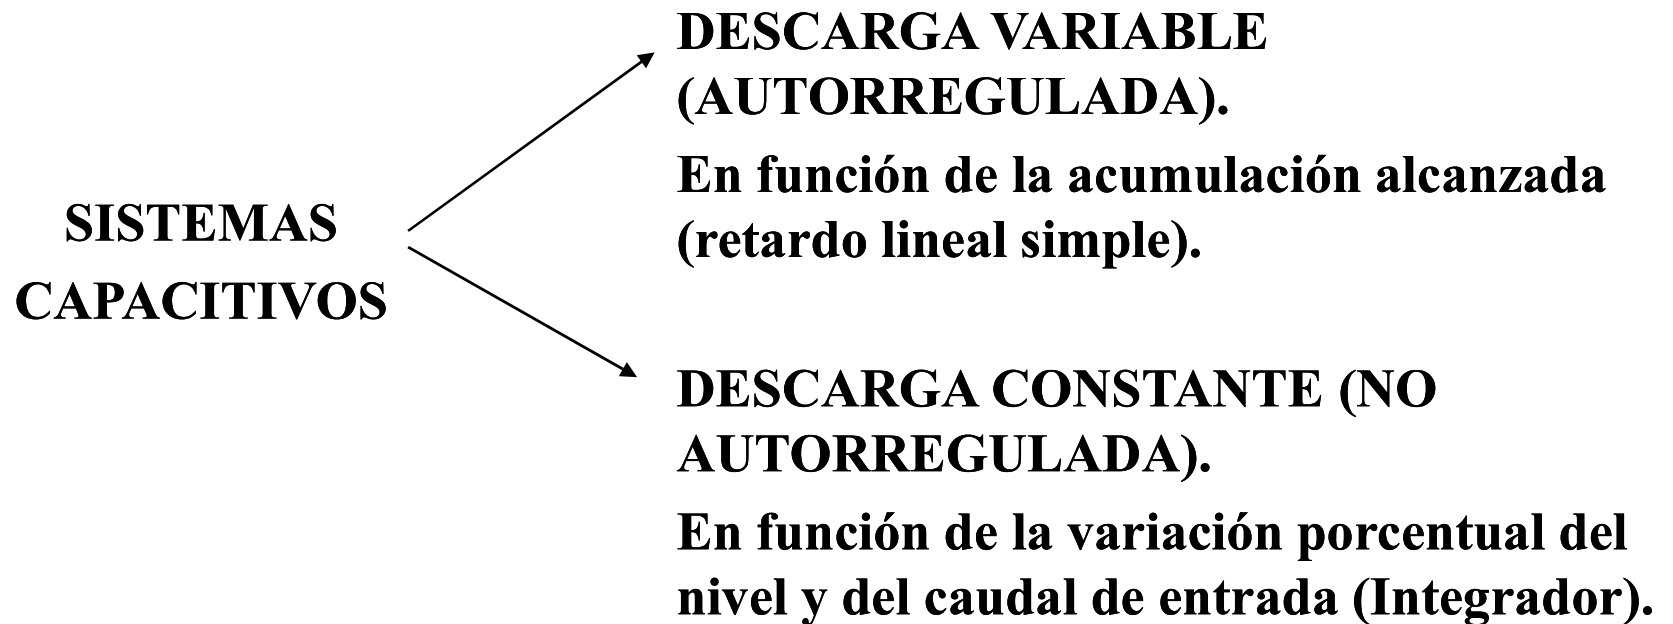 SISTEMAS
CAPACITIVOS
DESCARGA VARIABLE
(AUTORREGULADA).
En función de la acumulación alcanzada
(retardo lineal simple).
DESCARGA CONSTANTE (NO
AUTORREGULADA).
En función de la variación porcentual del
nivel y del caudal de entrada (Integrador).